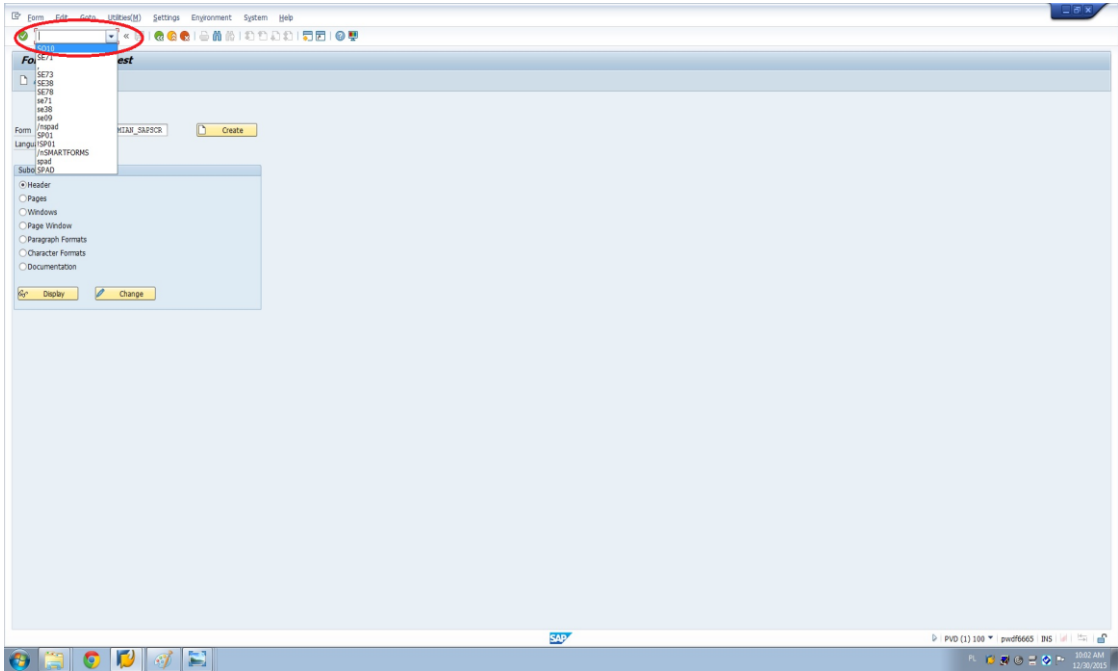 Form Edit Goto Utilities(M) Settings Environment System Help
SO10
SE71
,
SE73
SE38
SE78
se71
se38
se09
/nspad
SP01
!SP01
/nSMARTFORMS
spad
SPAD
Fo est
Form MIAN_SAPSCR Create
Langu
Subo
Header
Pages
Windows
Page Window
Paragraph Formats
Character Formats
Documentation
Display Change
SAP PVD (1) 100 pwdf6665 INS
PL 10:02 AM
12/30/2015